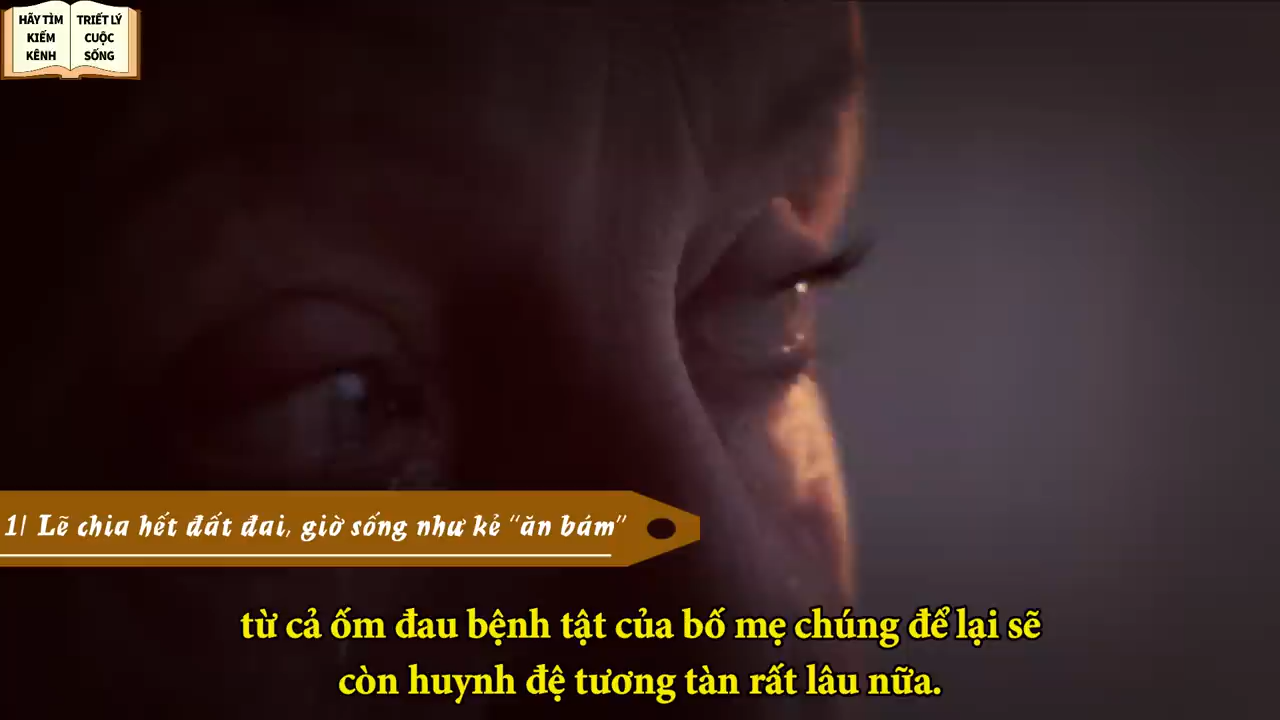 HÃY TÌM
KIẾM
KÊNH
TRIẾT LÝ
CUỘC
SỐNG
1| Lẽ chia hết đất đai, giờ sống như kẻ “ăn bám”
từ cả ốm đau bệnh tật của bố mẹ chúng để lại sẽ
còn huynh đệ tương tàn rất lâu nữa.